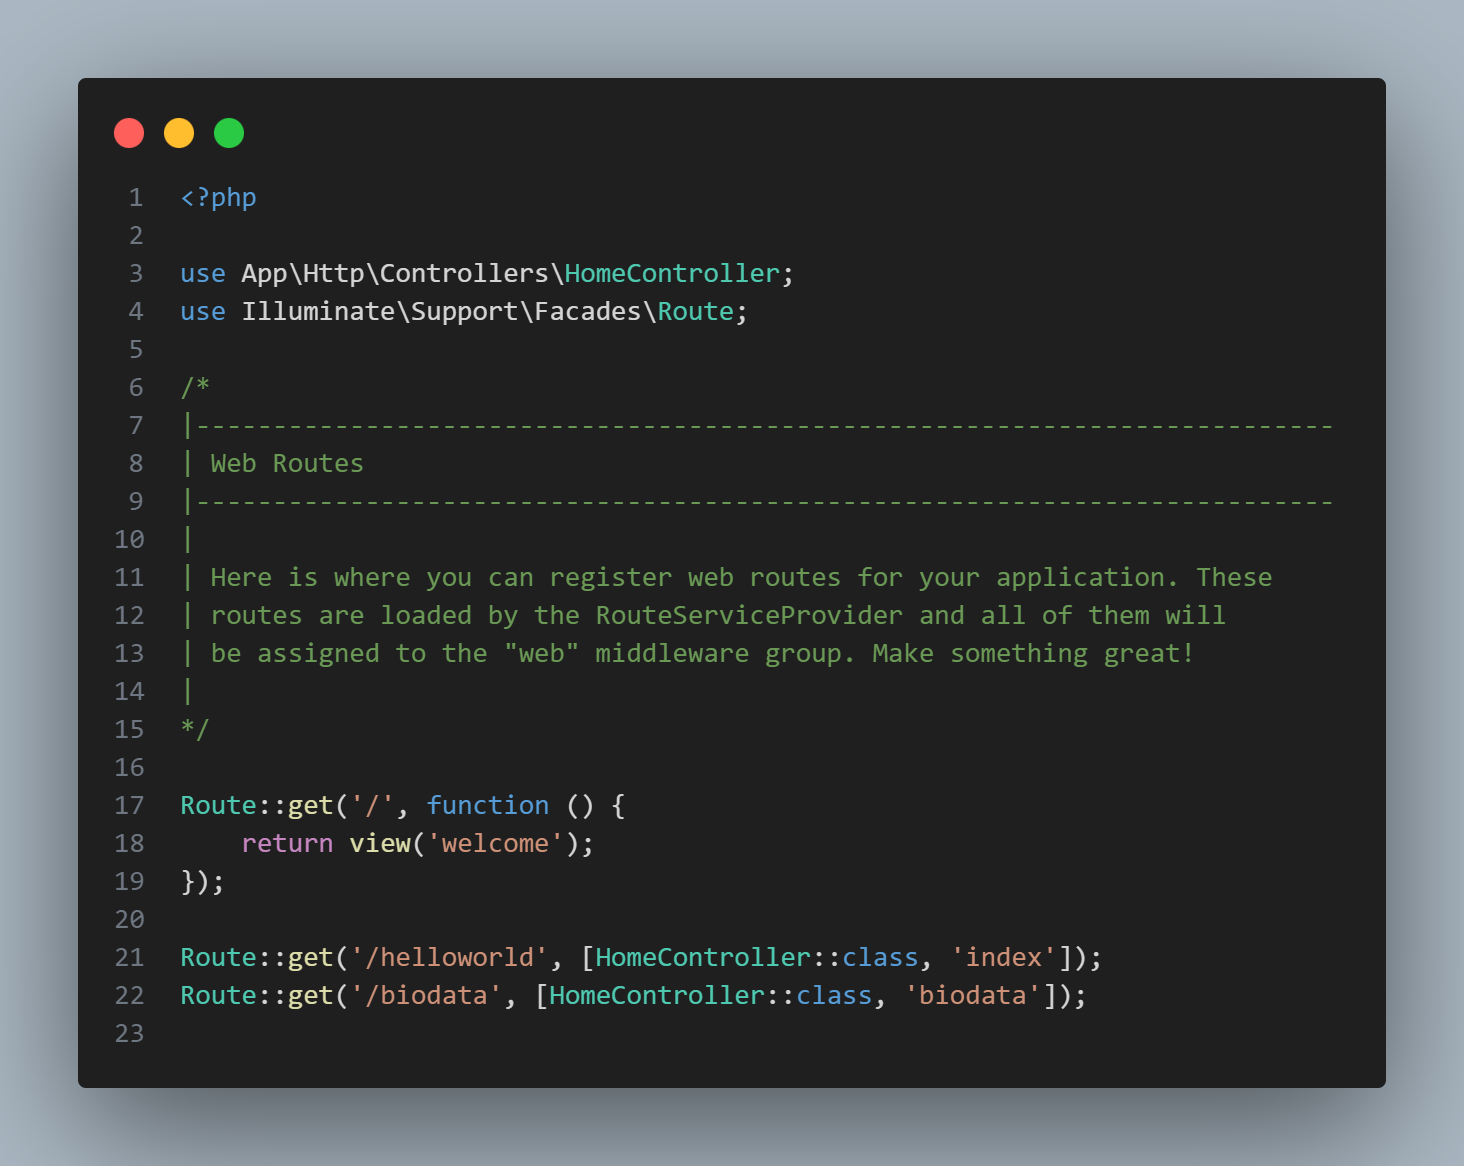 1 <?php
2
3 use App\Http\Controllers\HomeController;
4 use Illuminate\Support\Facades\Route;
5
6 /*
7 |--------------------------------------------------------------------------
8 | Web Routes
9 |--------------------------------------------------------------------------
10 |
11 | Here is where you can register web routes for your application. These
12 | routes are loaded by the RouteServiceProvider and all of them will
13 | be assigned to the "web" middleware group. Make something great!
14 |
15 */
16
17 Route::get('/', function () {
18     return view('welcome');
19 });
20
21 Route::get('/helloworld', [HomeController::class, 'index']);
22 Route::get('/biodata', [HomeController::class, 'biodata']);
23